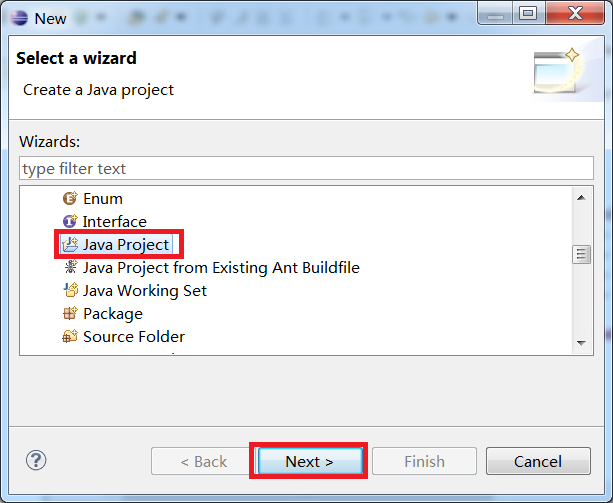 New
Select a wizard
Create a Java project
Wizards:
type filter text
Enum
Interface
Java Project
Java Project from Existing Ant Buildfile
Java Working Set
Package
Source Folder
?
< Back
Next >
Finish
Cancel